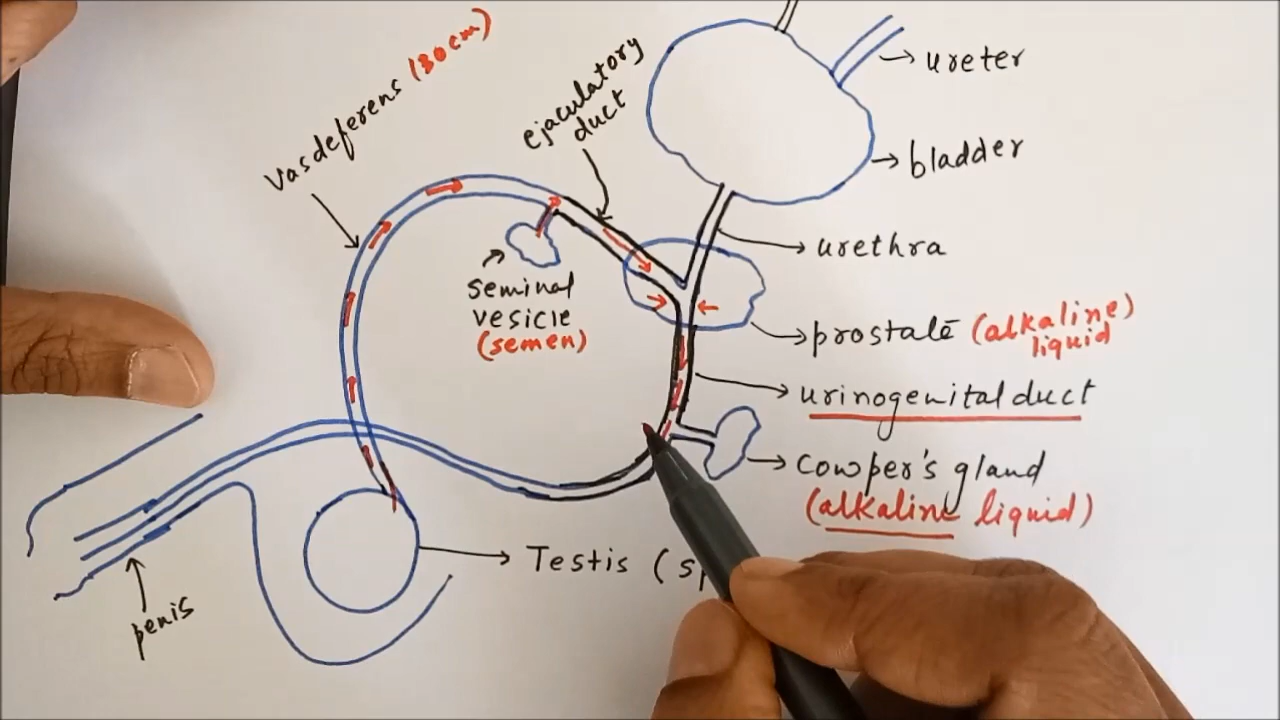 vasdeferens (30cm)
ejaculatory
duct
ureter
bladder
urethra
seminal
vesicle
(semen)
prostate (alkaline)
liquid
urinogenital duct
cowper's gland
(alkaline liquid)
Testis (sp
penis